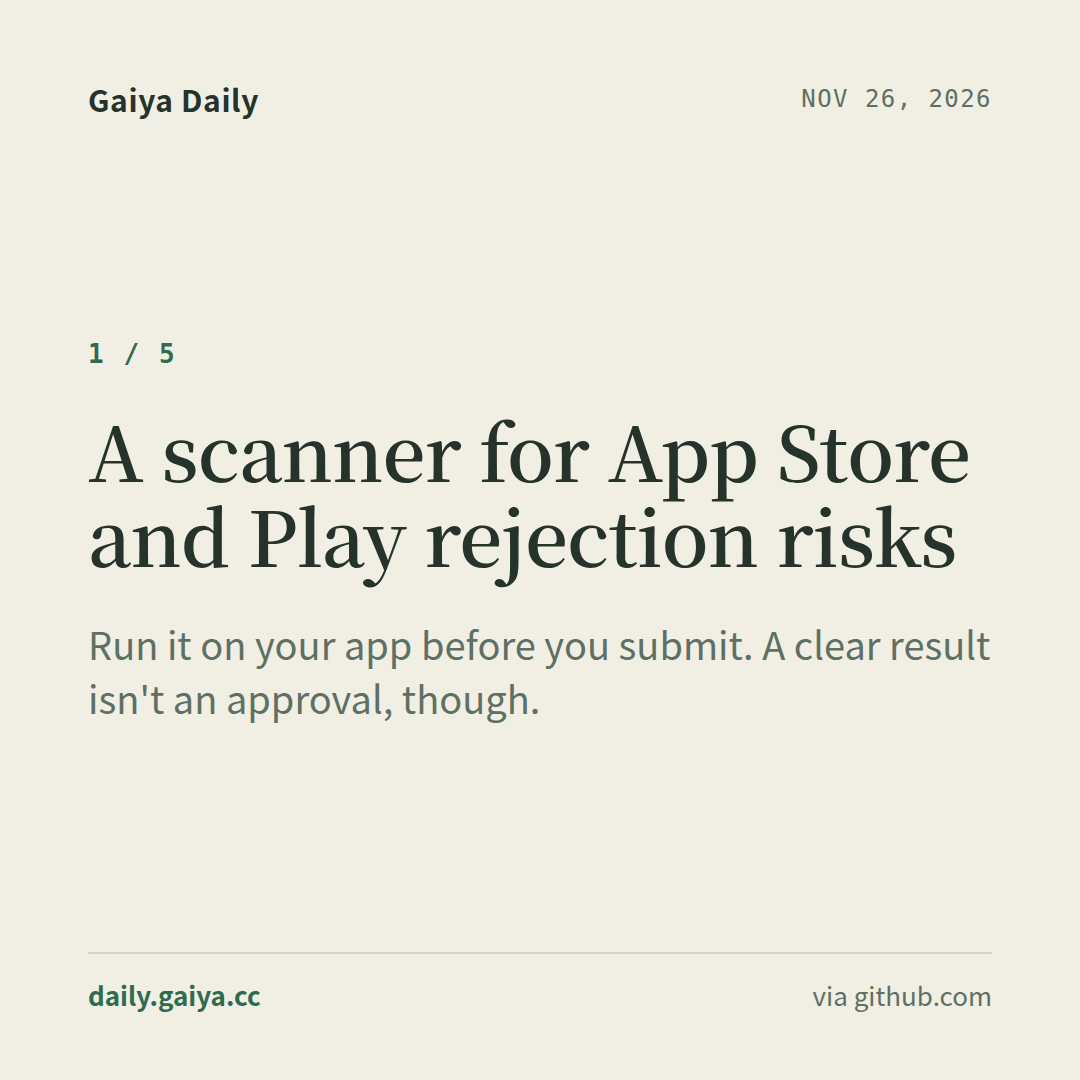 Gaiya Daily
NOV 26, 2026
1 / 5
A scanner for App Store
and Play rejection risks
Run it on your app before you submit. A clear result
isn't an approval, though.
daily.gaiya.cc
via github.com